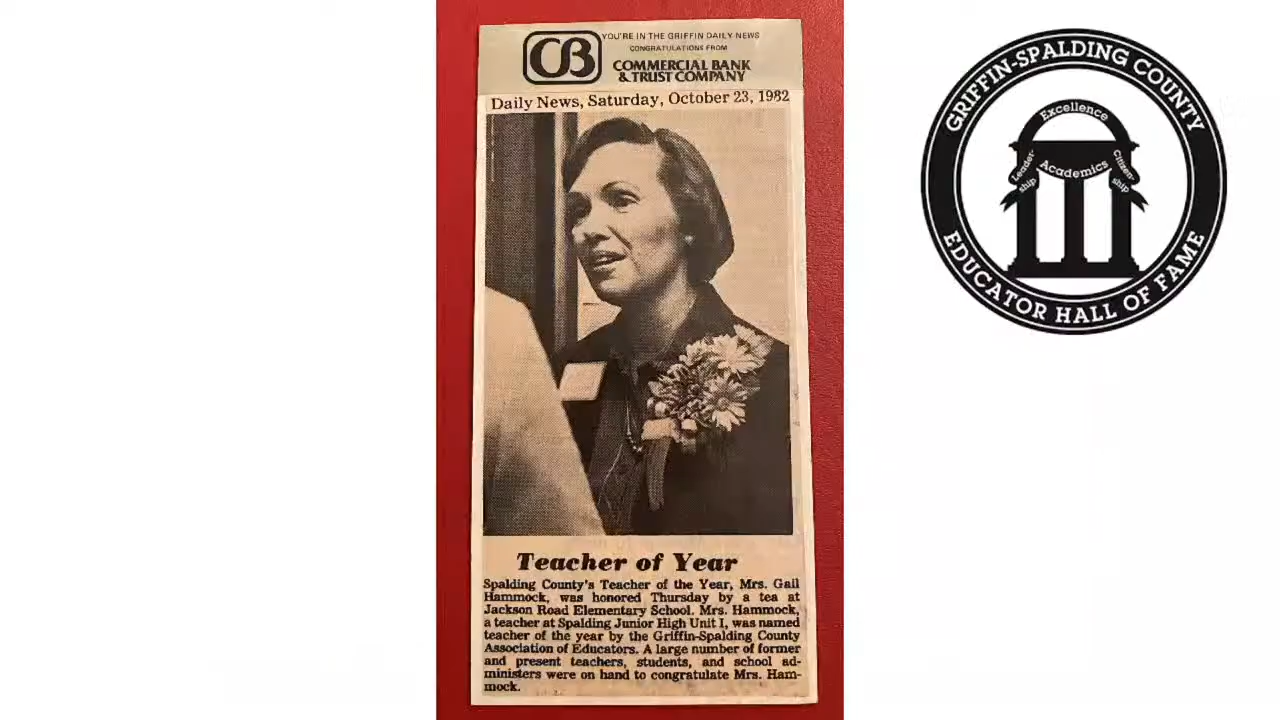 CB
YOU'RE IN THE GRIFFIN DAILY NEWS
CONGRATULATIONS FROM
COMMERCIAL BANK
& TRUST COMPANY
Daily News, Saturday, October 23, 1982
Teacher of Year
Spalding County's Teacher of the Year, Mrs. Gail
Hammock, was honored Thursday by a tea at
Jackson Road Elementary School. Mrs. Hammock,
a teacher at Spalding Junior High Unit I, was named
teacher of the year by the Griffin-Spalding County
Association of Educators. A large number of former
and present teachers, students, and school ad-
ministers were on hand to congratulate Mrs. Ham-
mock.
GRIFFIN-SPALDING COUNTY
Excellence
Leader-
ship
Academics
Citizen-
ship
EDUCATOR HALL OF FAME